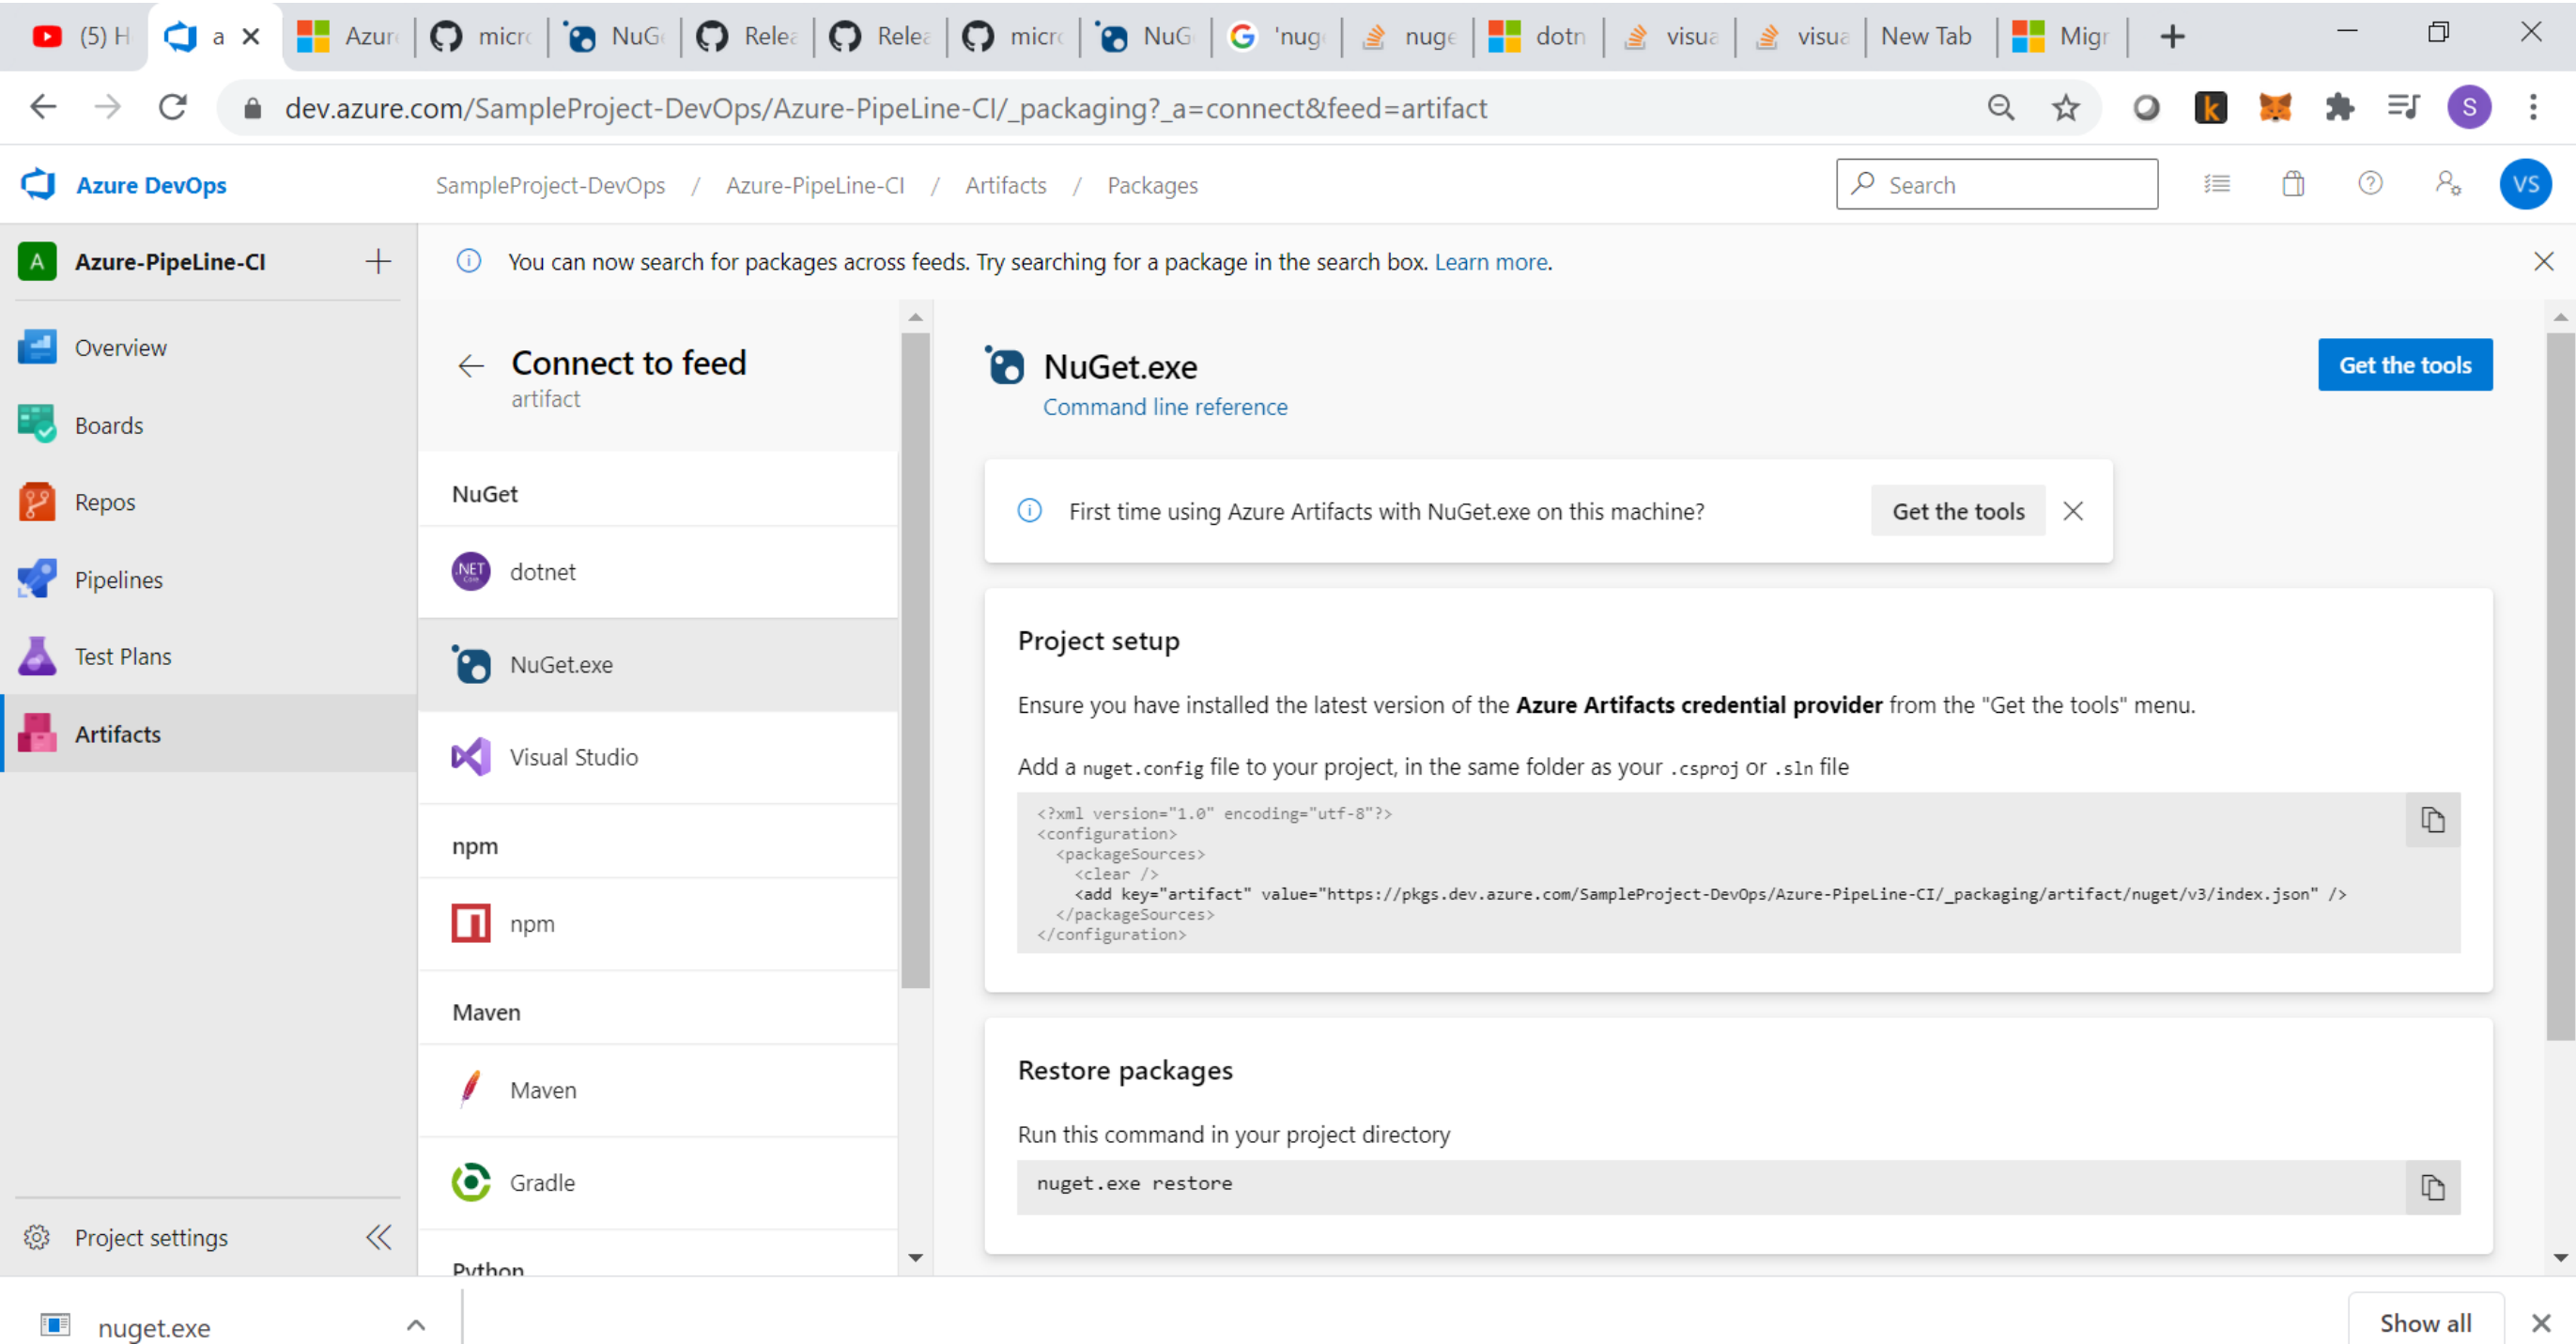 (5) H
a
Azur
micro
NuGe
Relea
Relea
micro
NuG
'nug
nuge
dotn
visua
visua
New Tab
Migr
dev.azure.com/SampleProject-DevOps/Azure-PipeLine-CI/_packaging?_a=connect&feed=artifact
k
S
Azure DevOps
SampleProject-DevOps / Azure-PipeLine-CI / Artifacts / Packages
Search
VS
A
Azure-PipeLine-CI
You can now search for packages across feeds. Try searching for a package in the search box. Learn more.
Overview
Boards
Repos
Pipelines
Test Plans
Artifacts
Project settings
Connect to feed
artifact
NuGet
.NET Core
dotnet
NuGet.exe
Visual Studio
npm
npm
Maven
Maven
Gradle
Python
NuGet.exe
Command line reference
Get the tools
First time using Azure Artifacts with NuGet.exe on this machine?
Get the tools
Project setup
Ensure you have installed the latest version of the Azure Artifacts credential provider from the "Get the tools" menu.
Add a nuget.config file to your project, in the same folder as your .csproj or .sln file
<?xml version="1.0" encoding="utf-8"?>
<configuration>
<packageSources>
<clear />
<add key="artifact" value="https://pkgs.dev.azure.com/SampleProject-DevOps/Azure-PipeLine-CI/_packaging/artifact/nuget/v3/index.json" />
</packageSources>
</configuration>
Restore packages
Run this command in your project directory
nuget.exe restore
nuget.exe
Show all